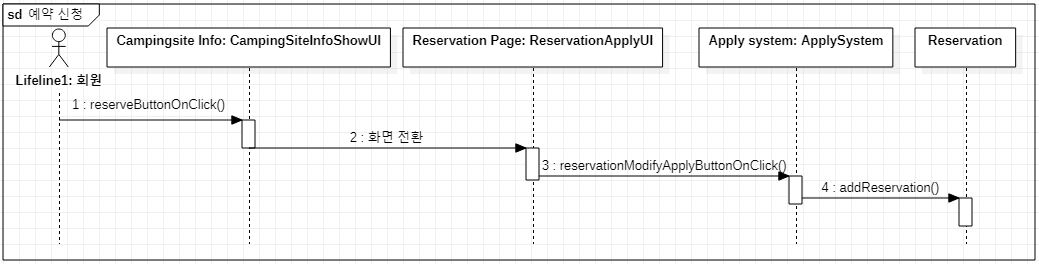 sd 예약 신청
Campingsite Info: CampingSiteInfoShowUI
Reservation Page: ReservationApplyUI
Apply system: ApplySystem
Reservation
Lifeline1: 회원
1 : reserveButtonOnClick()
2 : 화면 전환
3 : reservationModifyApplyButtonOnClick()
4 : addReservation()